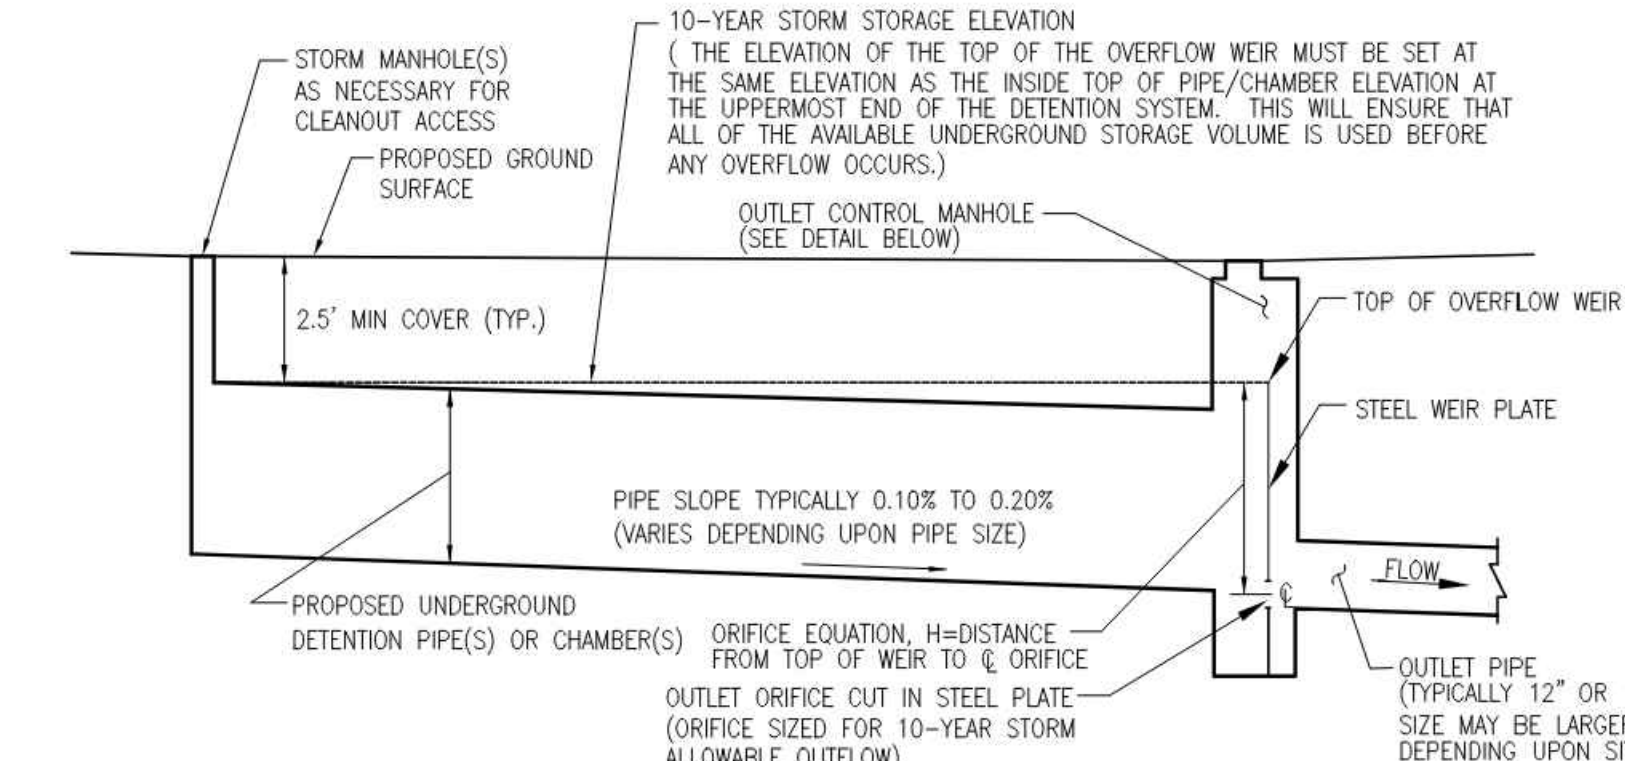 10-YEAR STORM STORAGE ELEVATION
( THE ELEVATION OF THE TOP OF THE OVERFLOW WEIR MUST BE SET AT
THE SAME ELEVATION AS THE INSIDE TOP OF PIPE/CHAMBER ELEVATION AT
THE UPPERMOST END OF THE DETENTION SYSTEM. THIS WILL ENSURE THAT
ALL OF THE AVAILABLE UNDERGROUND STORAGE VOLUME IS USED BEFORE
ANY OVERFLOW OCCURS.)
STORM MANHOLE(S)
AS NECESSARY FOR
CLEANOUT ACCESS
PROPOSED GROUND
SURFACE
OUTLET CONTROL MANHOLE
(SEE DETAIL BELOW)
2.5' MIN COVER (TYP.)
TOP OF OVERFLOW WEIR
STEEL WEIR PLATE
PIPE SLOPE TYPICALLY 0.10% TO 0.20%
(VARIES DEPENDING UPON PIPE SIZE)
FLOW
℄
PROPOSED UNDERGROUND
DETENTION PIPE(S) OR CHAMBER(S)
ORIFICE EQUATION, H=DISTANCE
FROM TOP OF WEIR TO ℄ ORIFICE
OUTLET ORIFICE CUT IN STEEL PLATE
(ORIFICE SIZED FOR 10-YEAR STORM
ALLOWABLE OUTFLOW)
OUTLET PIPE
(TYPICALLY 12" OR
SIZE MAY BE LARGER
DEPENDING UPON